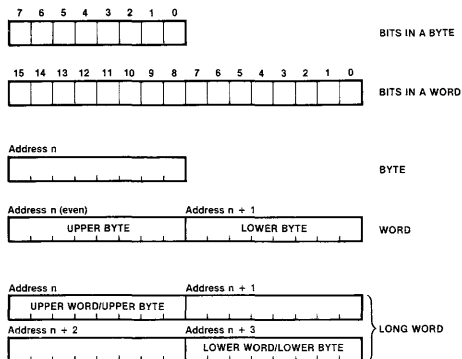 7 6 5 4 3 2 1 0
BITS IN A BYTE
15 14 13 12 11 10 9 8 7 6 5 4 3 2 1 0
BITS IN A WORD
Address n
BYTE
Address n (even) Address n + 1
UPPER BYTE LOWER BYTE WORD
Address n Address n + 1
UPPER WORD/UPPER BYTE
LONG WORD
Address n + 2 Address n + 3
LOWER WORD/LOWER BYTE